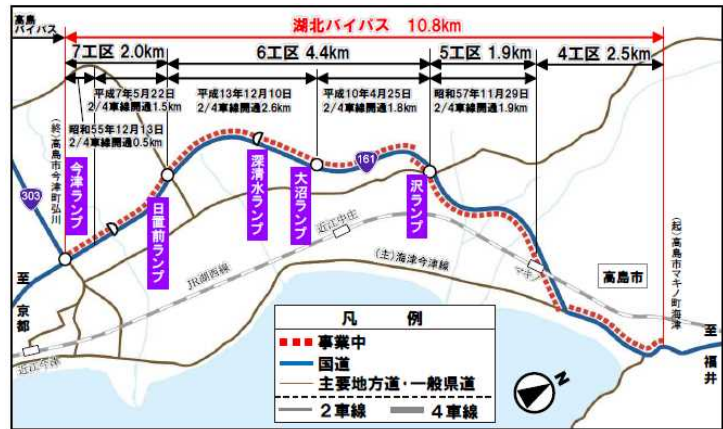 高島
バイパス
湖北バイパス 10.8km
7工区 2.0km
6工区 4.4km
5工区 1.9km
4工区 2.5km
平成7年5月22日
2/4車線開通1.5km
平成13年12月10日
2/4車線開通2.6km
平成10年4月25日
2/4車線開通1.8km
昭和57年11月29日
2/4車線開通1.9km
昭和55年12月13日
2/4車線開通0.5km
(終)高島市今津町弘川
303
今津ランプ
日置前ランプ
深清水ランプ
大沼ランプ
161
沢ランプ
近江中庄
JR湖西線
(主)海津今津線
マキノ
高島市
(起)高島市マキノ町海津
至京都
近江今津
至福井
凡例
事業中
国道
主要地方道・一般県道
2車線
4車線
N